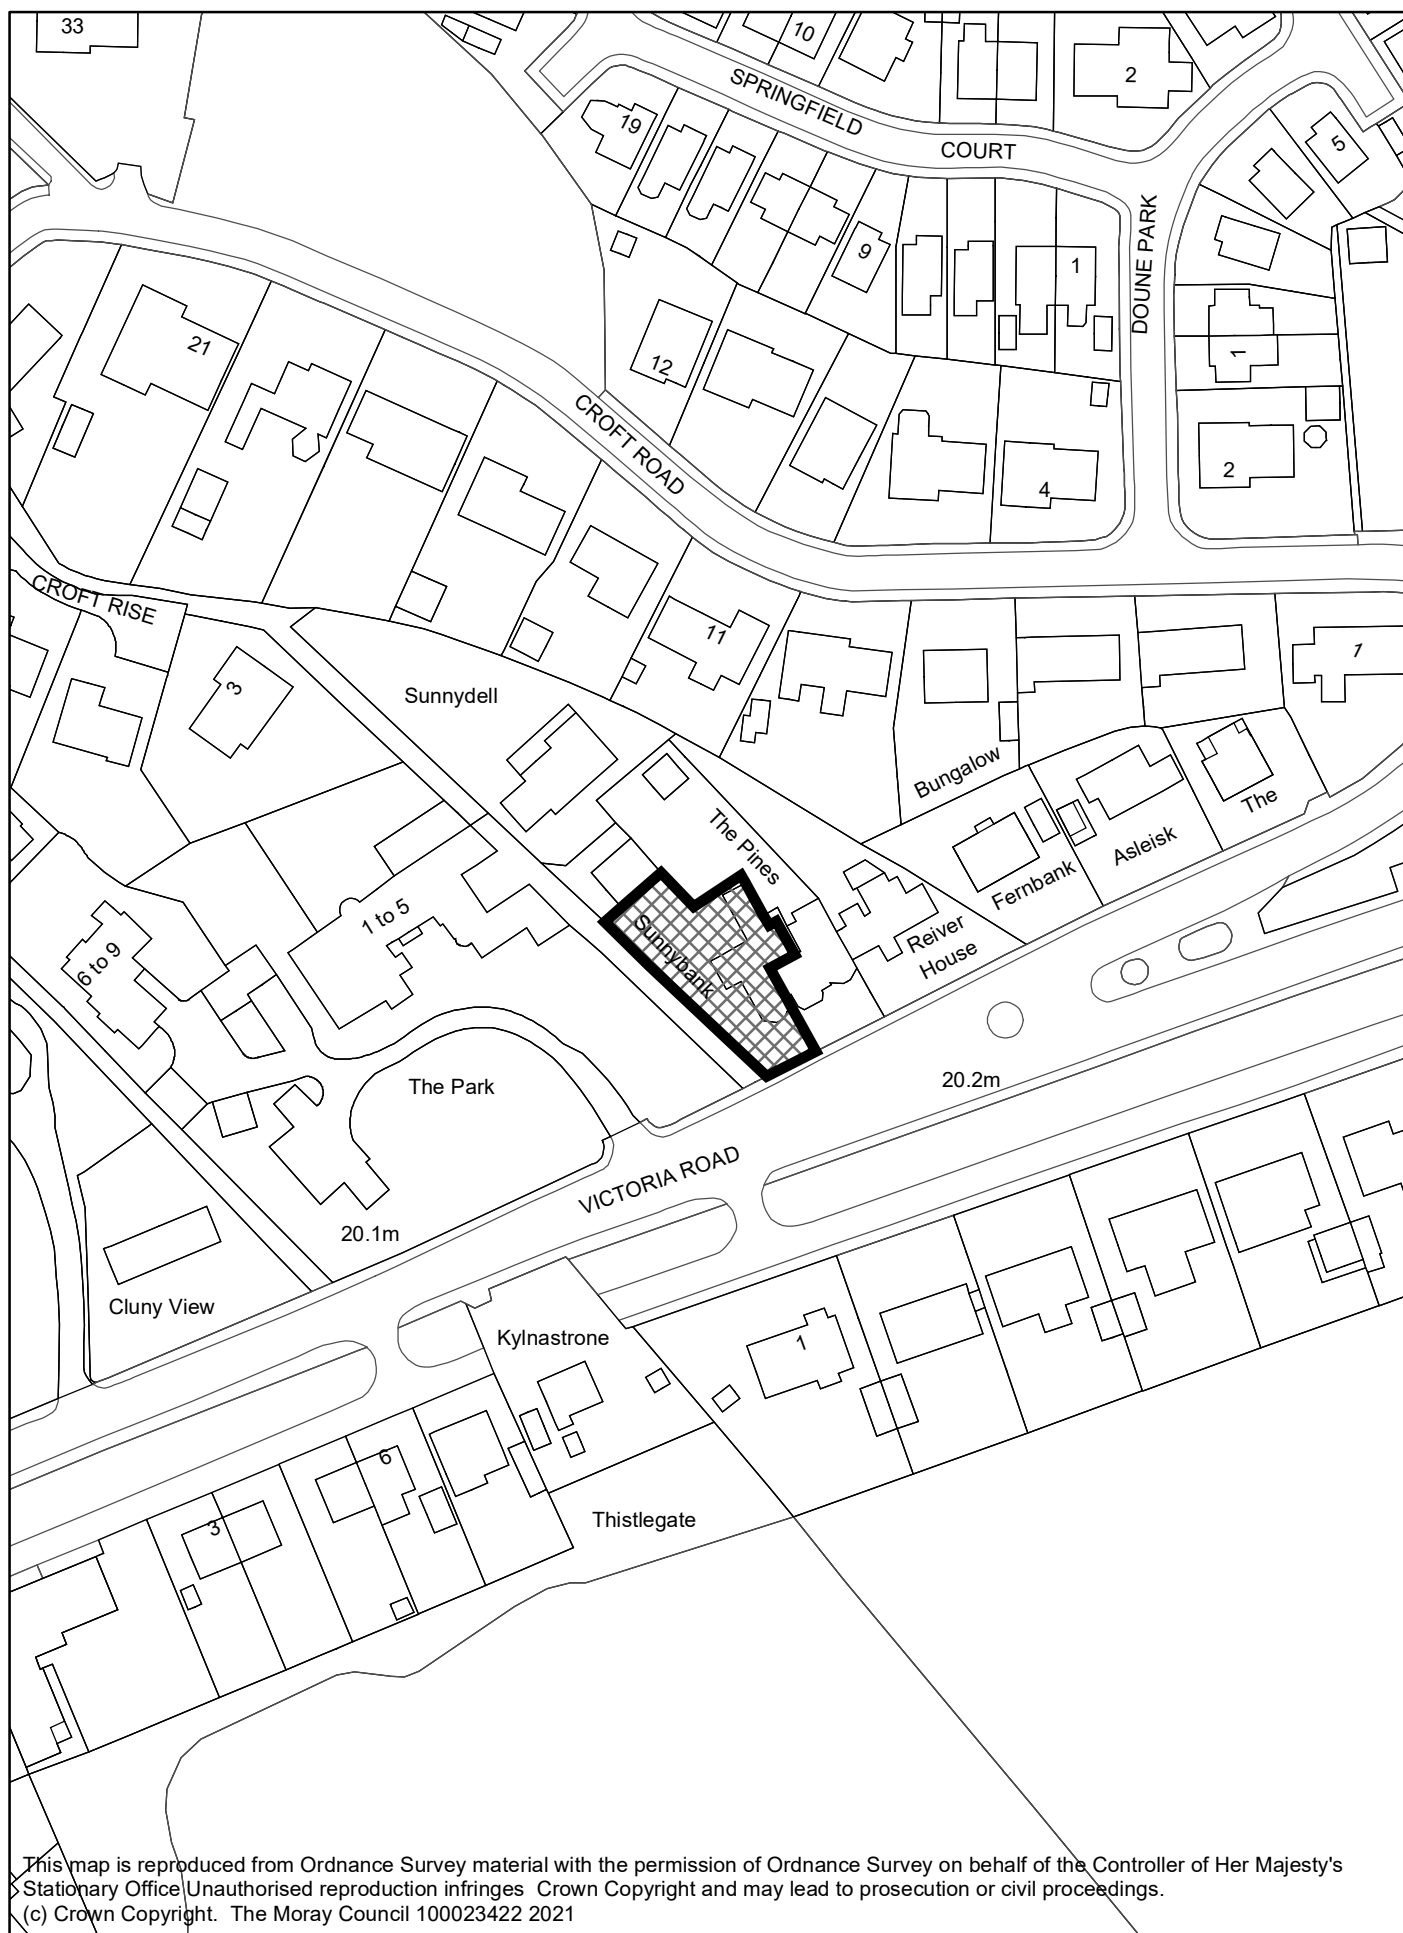 33
10
2
SPRINGFIELD
COURT
19
5
DOUNE PARK
9
1
21
12
1
CROFT ROAD
2
4
CROFT RISE
11
1
3
Sunnydell
Bungalow
The
The Pines
Asleisk
Fernbank
1 to 5
Sunnybank
Reiver
House
6 to 9
The Park
20.2m
VICTORIA ROAD
20.1m
Cluny View
Kylnastrone
1
6
3
Thistlegate
This map is reproduced from Ordnance Survey material with the permission of Ordnance Survey on behalf of the Controller of Her Majesty's
Stationary Office Unauthorised reproduction infringes  Crown Copyright and may lead to prosecution or civil proceedings.
(c) Crown Copyright.  The Moray Council 100023422 2021